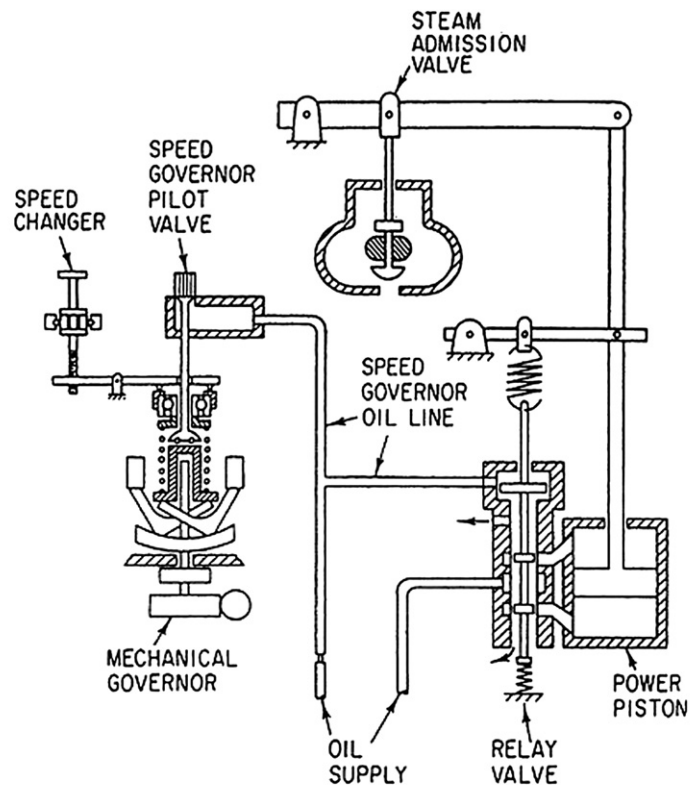 STEAM
ADMISSION
VALVE
SPEED
GOVERNOR
PILOT
VALVE
SPEED
CHANGER
SPEED
GOVERNOR
OIL LINE
MECHANICAL
GOVERNOR
OIL
SUPPLY
RELAY
VALVE
POWER
PISTON